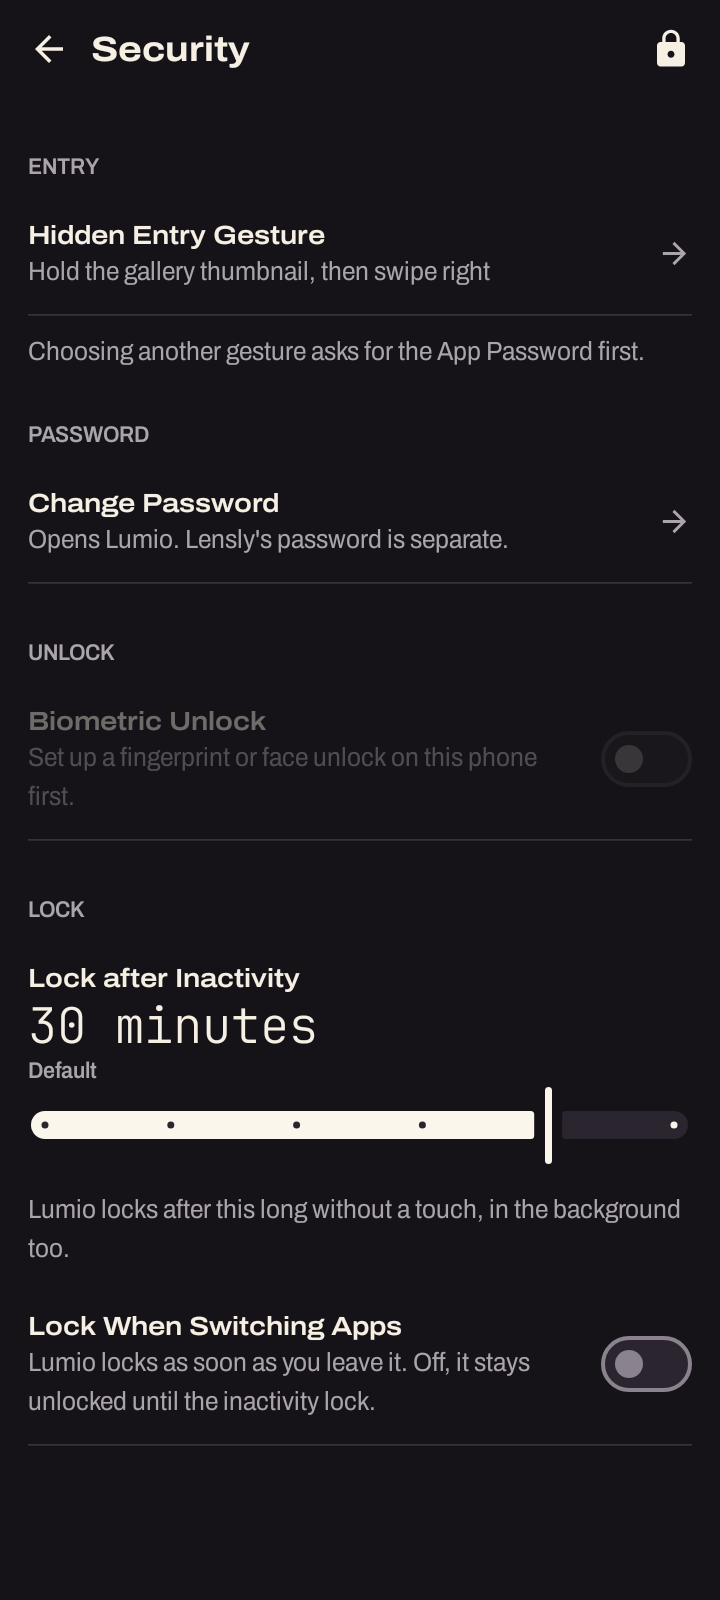 Security
ENTRY
Hidden Entry Gesture
Hold the gallery thumbnail, then swipe right
Choosing another gesture asks for the App Password first.
PASSWORD
Change Password
Opens Lumio. Lensly's password is separate.
UNLOCK
Biometric Unlock
Set up a fingerprint or face unlock on this phone
first.
LOCK
Lock after Inactivity
30 minutes
Default
Lumio locks after this long without a touch, in the background
too.
Lock When Switching Apps
Lumio locks as soon as you leave it. Off, it stays
unlocked until the inactivity lock.